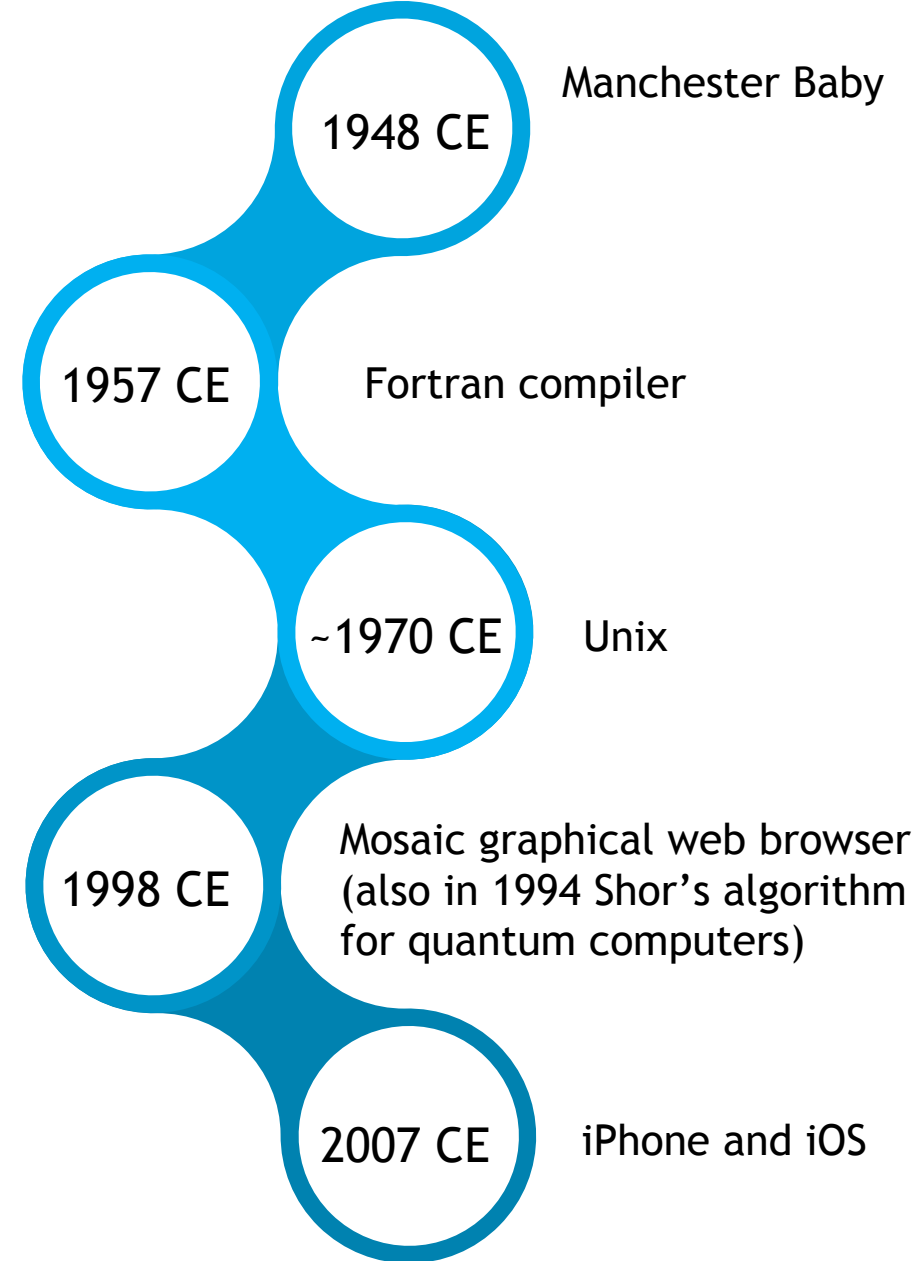 1948 CE
Manchester Baby
1957 CE
Fortran compiler
~1970 CE
Unix
1998 CE
Mosaic graphical web browser
(also in 1994 Shor’s algorithm
for quantum computers)
2007 CE
iPhone and iOS